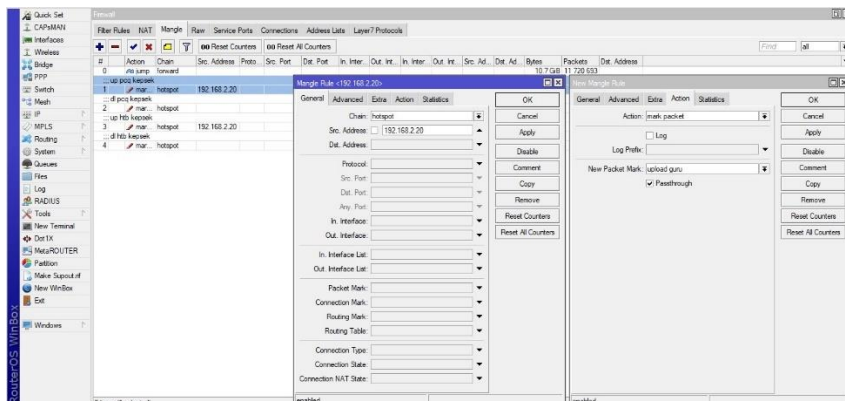 Quick Set
CAPsMAN
Interfaces
Wireless
Bridge
PPP
Switch
Mesh
IP
MPLS
Routing
System
Queues
Files
Log
RADIUS
Tools
New Terminal
Dot1X
MetaROUTER
Partition
Make Supout.rif
New WinBox
Exit
Windows
RouterOS WinBox
Firewall
Filter Rules NAT Mangle Raw Service Ports Connections Address Lists Layer7 Protocols
00 Reset Counters 00 Reset All Counters Find all
# Action Chain Src. Address Proto... Src. Port Dst. Port In. Inter... Out. Int... In. Inter... Out. Int... Src. Ad... Dst. Ad... Bytes Packets Dst. Address
0 jump forward 10.7 GiB 11 720 693
::: up pcq kepsek
1 mar... hotspot 192.168.2.20
::: dl pcq kepsek
2 mar... hotspot
::: up htb kepsek
3 mar... hotspot 192.168.2.20
::: dl htb kepsek
4 mar... hotspot
Mangle Rule <192.168.2.20>
General Advanced Extra Action Statistics
Chain: hotspot
Src. Address: 192.168.2.20
Dst. Address:
Protocol:
Src. Port:
Dst. Port:
Any. Port:
In. Interface:
Out. Interface:
In. Interface List:
Out. Interface List:
Packet Mark:
Connection Mark:
Routing Mark:
Routing Table:
Connection Type:
Connection State:
Connection NAT State:
enabled
OK
Cancel
Apply
Disable
Comment
Copy
Remove
Reset Counters
Reset All Counters
New Mangle Rule
General Advanced Extra Action Statistics
Action: mark packet
Log
Log Prefix:
New Packet Mark: upload guru
Passthrough
enabled
OK
Cancel
Apply
Disable
Comment
Copy
Remove
Reset Counters
Reset All Counters